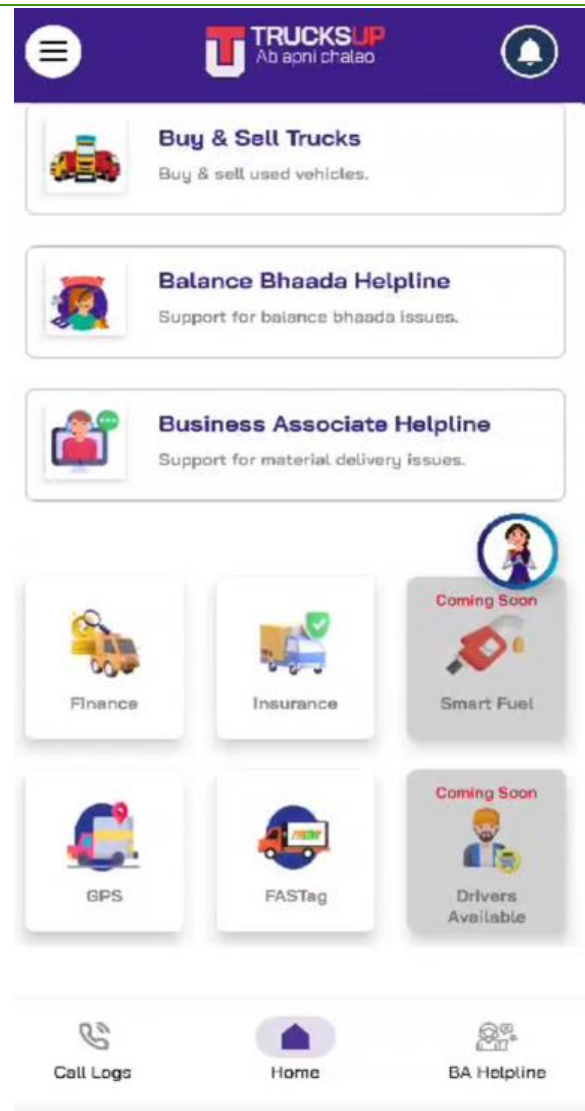 TRUCKSUP
Ab apni chalao
Buy & Sell Trucks
Buy & sell used vehicles.
Balance Bhaada Helpline
Support for balance bhaada issues.
Business Associate Helpline
Support for material delivery issues.
Coming Soon
Finance
Insurance
Smart Fuel
Coming Soon
GPS
FASTag
Drivers
Available
Call Logs
Home
BA Helpline